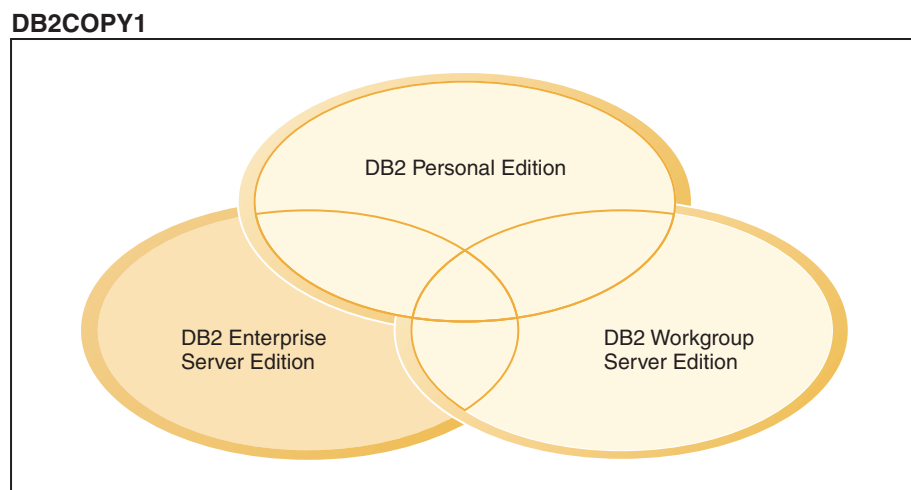 DB2COPY1
DB2 Personal Edition
DB2 Enterprise
Server Edition
DB2 Workgroup
Server Edition